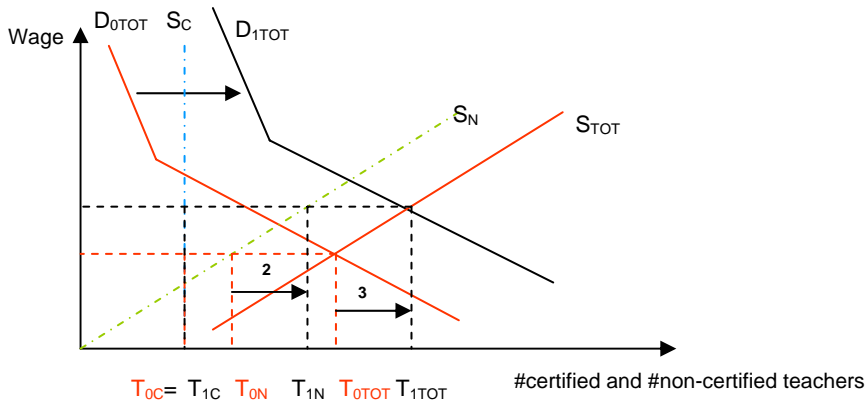 D0TOT SC D1TOT
Wage
SN
STOT
2
3
T0C= T1C T0N T1N T0TOT T1TOT
#certified and #non-certified teachers